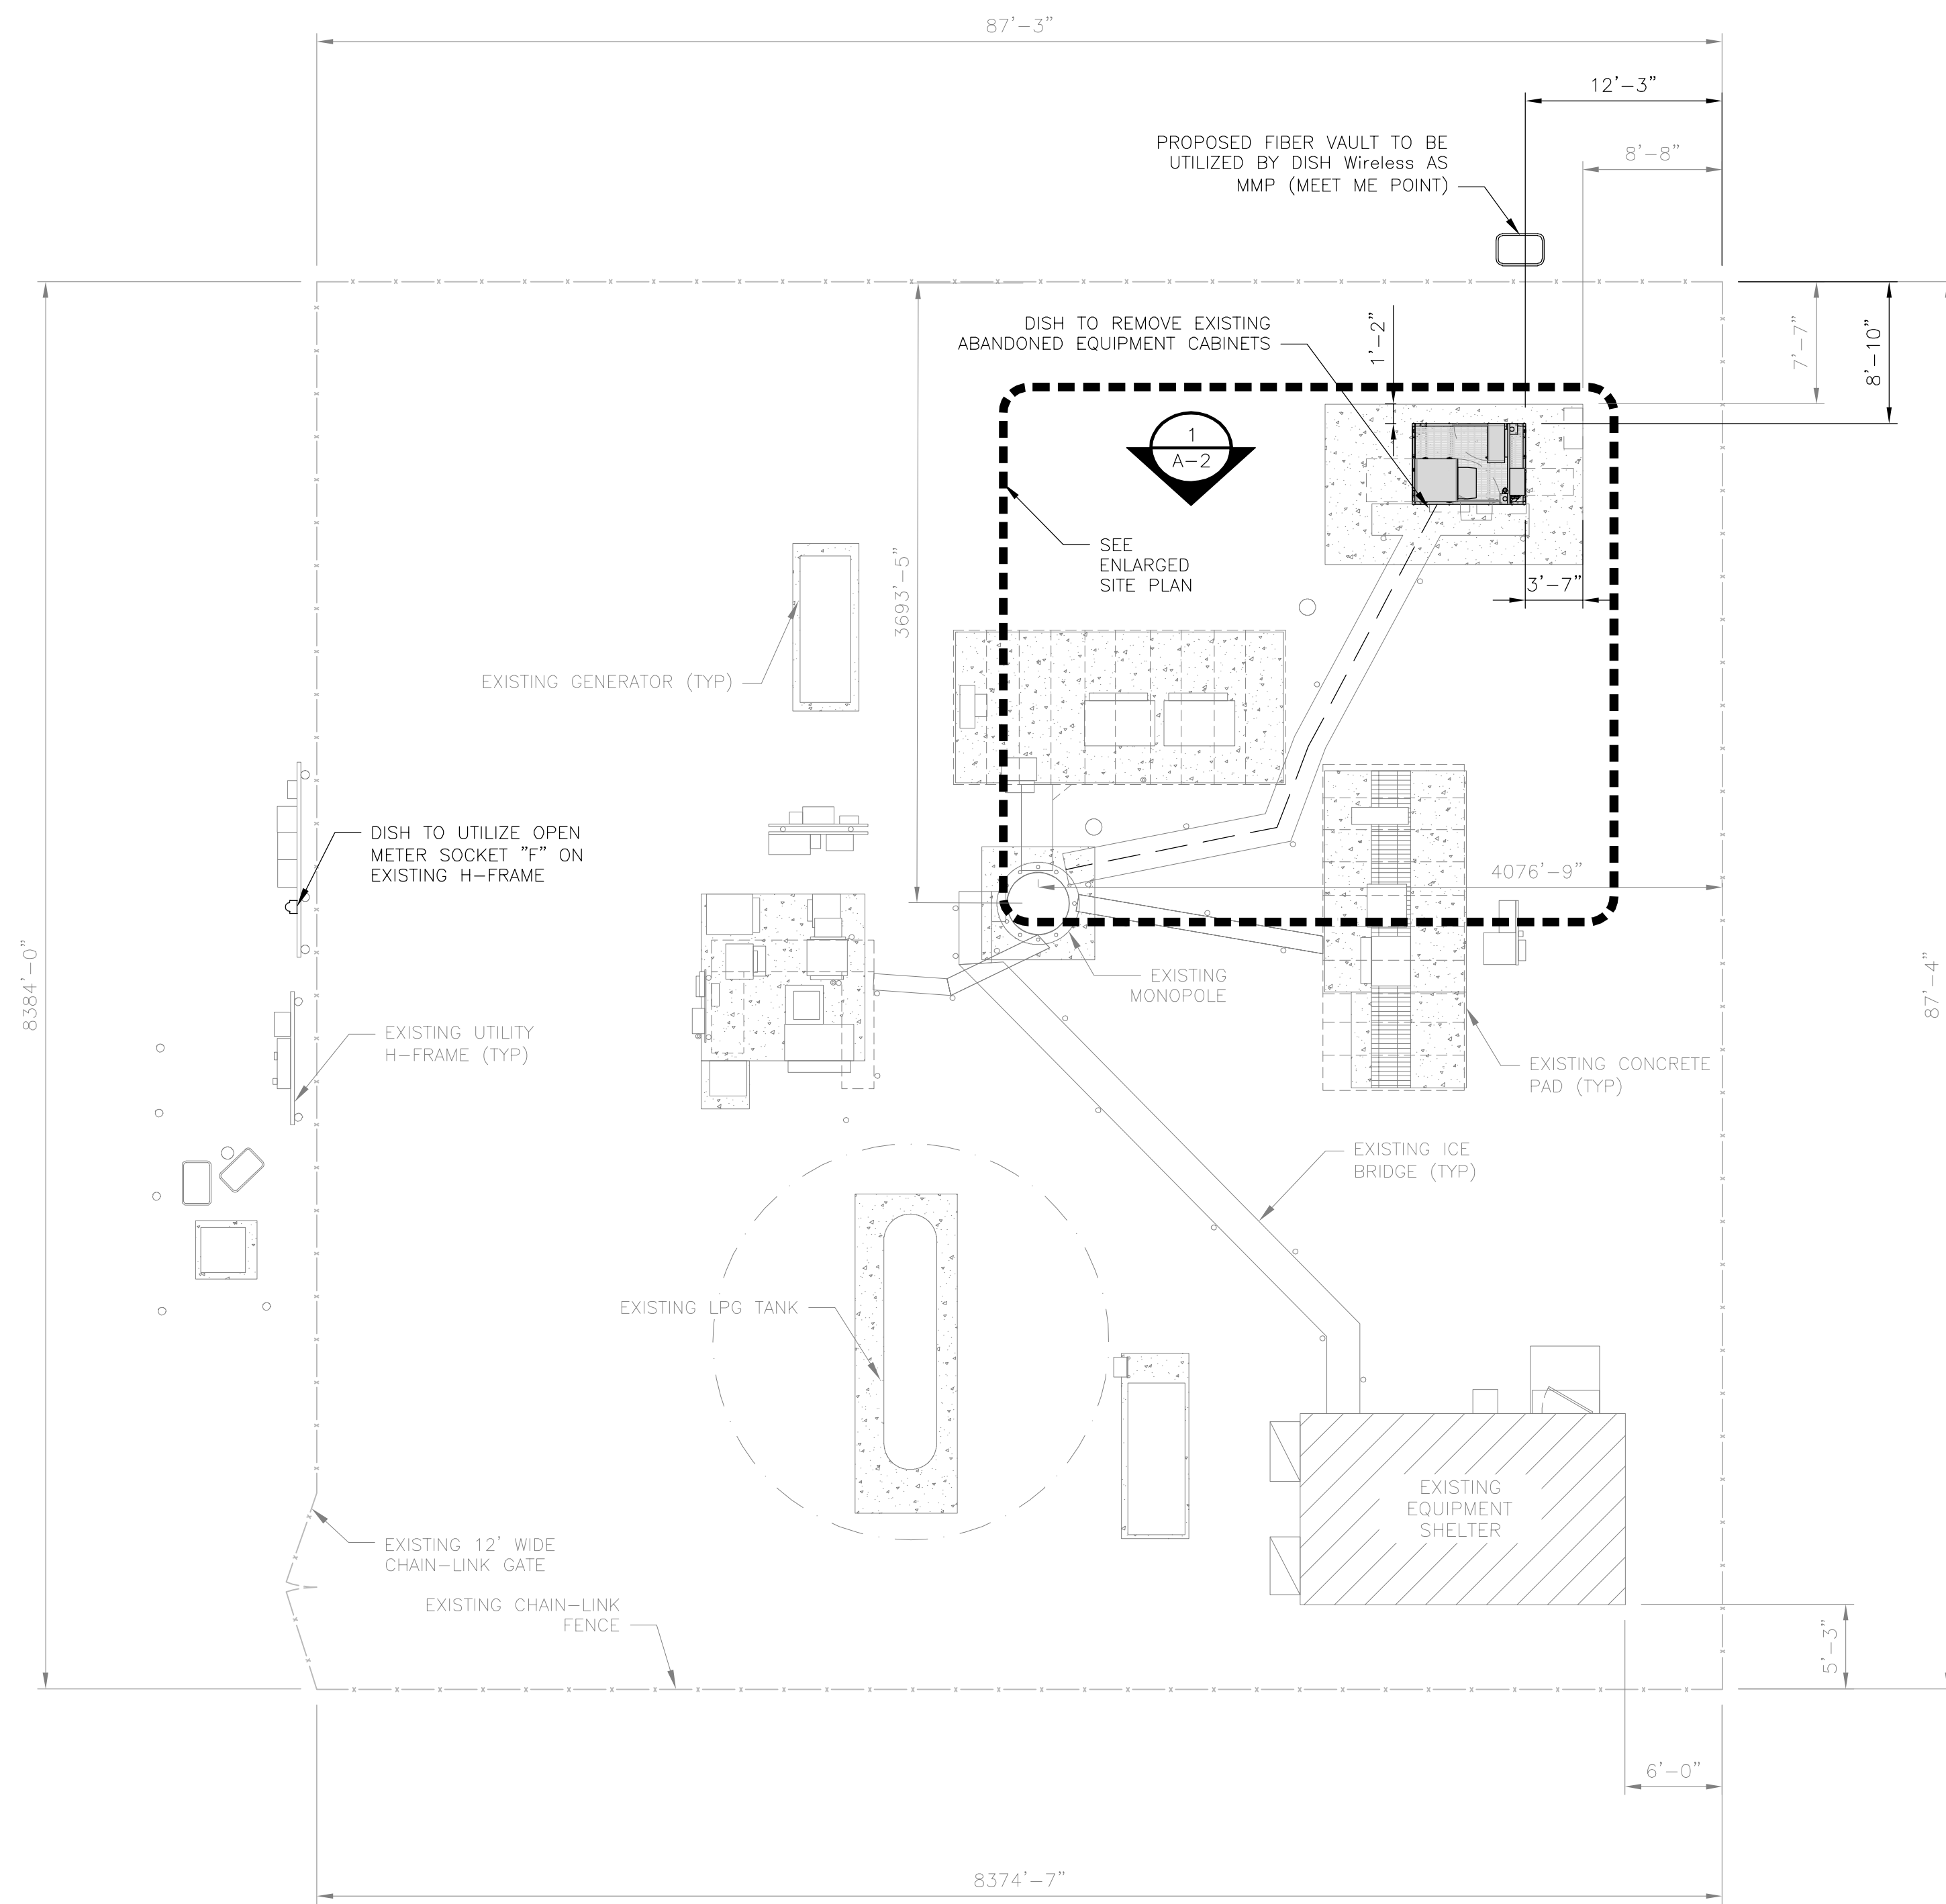 87'-3"
12'-3"
PROPOSED FIBER VAULT TO BE
UTILIZED BY DISH Wireless AS
MMP (MEET ME POINT)
8'-8"
DISH TO REMOVE EXISTING
ABANDONED EQUIPMENT CABINETS
1'-2"
7'-7"
8'-10"
1
A-2
SEE
ENLARGED
SITE PLAN
3693'-5"
3'-7"
EXISTING GENERATOR (TYP)
DISH TO UTILIZE OPEN
METER SOCKET "F" ON
EXISTING H-FRAME
4076'-9"
8384'-0"
87'-4"
EXISTING
MONOPOLE
EXISTING UTILITY
H-FRAME (TYP)
EXISTING CONCRETE
PAD (TYP)
EXISTING ICE
BRIDGE (TYP)
EXISTING LPG TANK
EXISTING
EQUIPMENT
SHELTER
EXISTING 12' WIDE
CHAIN-LINK GATE
EXISTING CHAIN-LINK
FENCE
5'-3"
6'-0"
8374'-7"